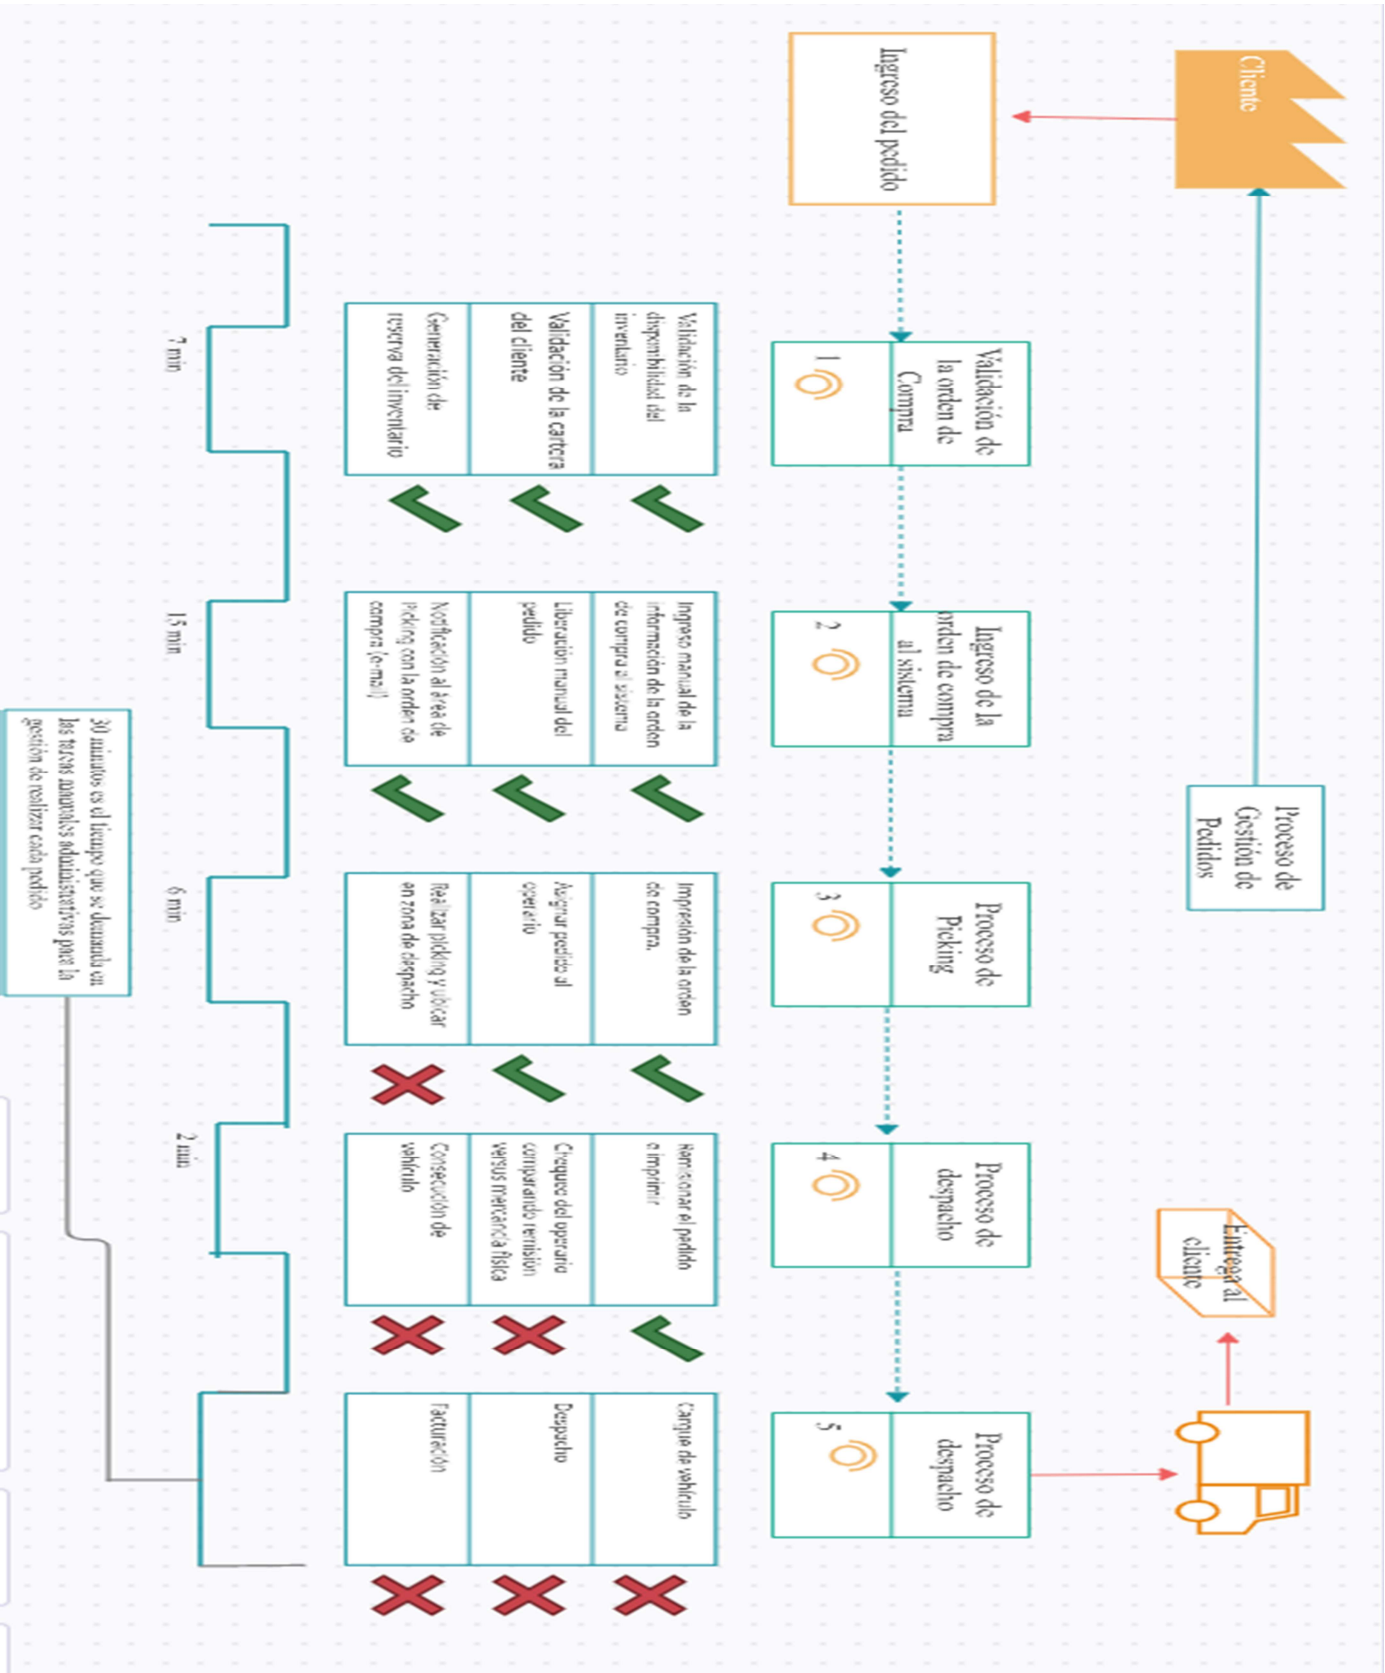 Cliente
Proceso de
Gestión de
Pedidos
Entrega al
cliente
Ingreso del pedido
Validación de
la orden de
Compra
1
Ingreso de la
orden de compra
al sistema
2
Proceso de
Picking
3
Proceso de
despacho
4
Proceso de
despacho
5
Validación de la
disponibilidad del
inventario
Validación de la cartera
del cliente
Generación de
reserva del inventario
Ingreso manual de la
información de la orden
de compra al sistema
Liberación manual del
pedido
Notificación al área de
Picking con la orden de
compra (e-mail)
Impresión de la orden
de compra.
Asignar pedido al
operario
Realizar picking y ubicar
en zona de despacho
Remisionar el pedido
e imprimir
Chequeo del operario
comparando remisión
versus mercancía física
Consecución de
vehículo
Cargue de vehículo
Despacho
Facturación
7 min
15 min
6 min
2 min
30 minutos es el tiempo que se demanda en
las tareas manuales administrativas para la
gestión de realizar cada pedido